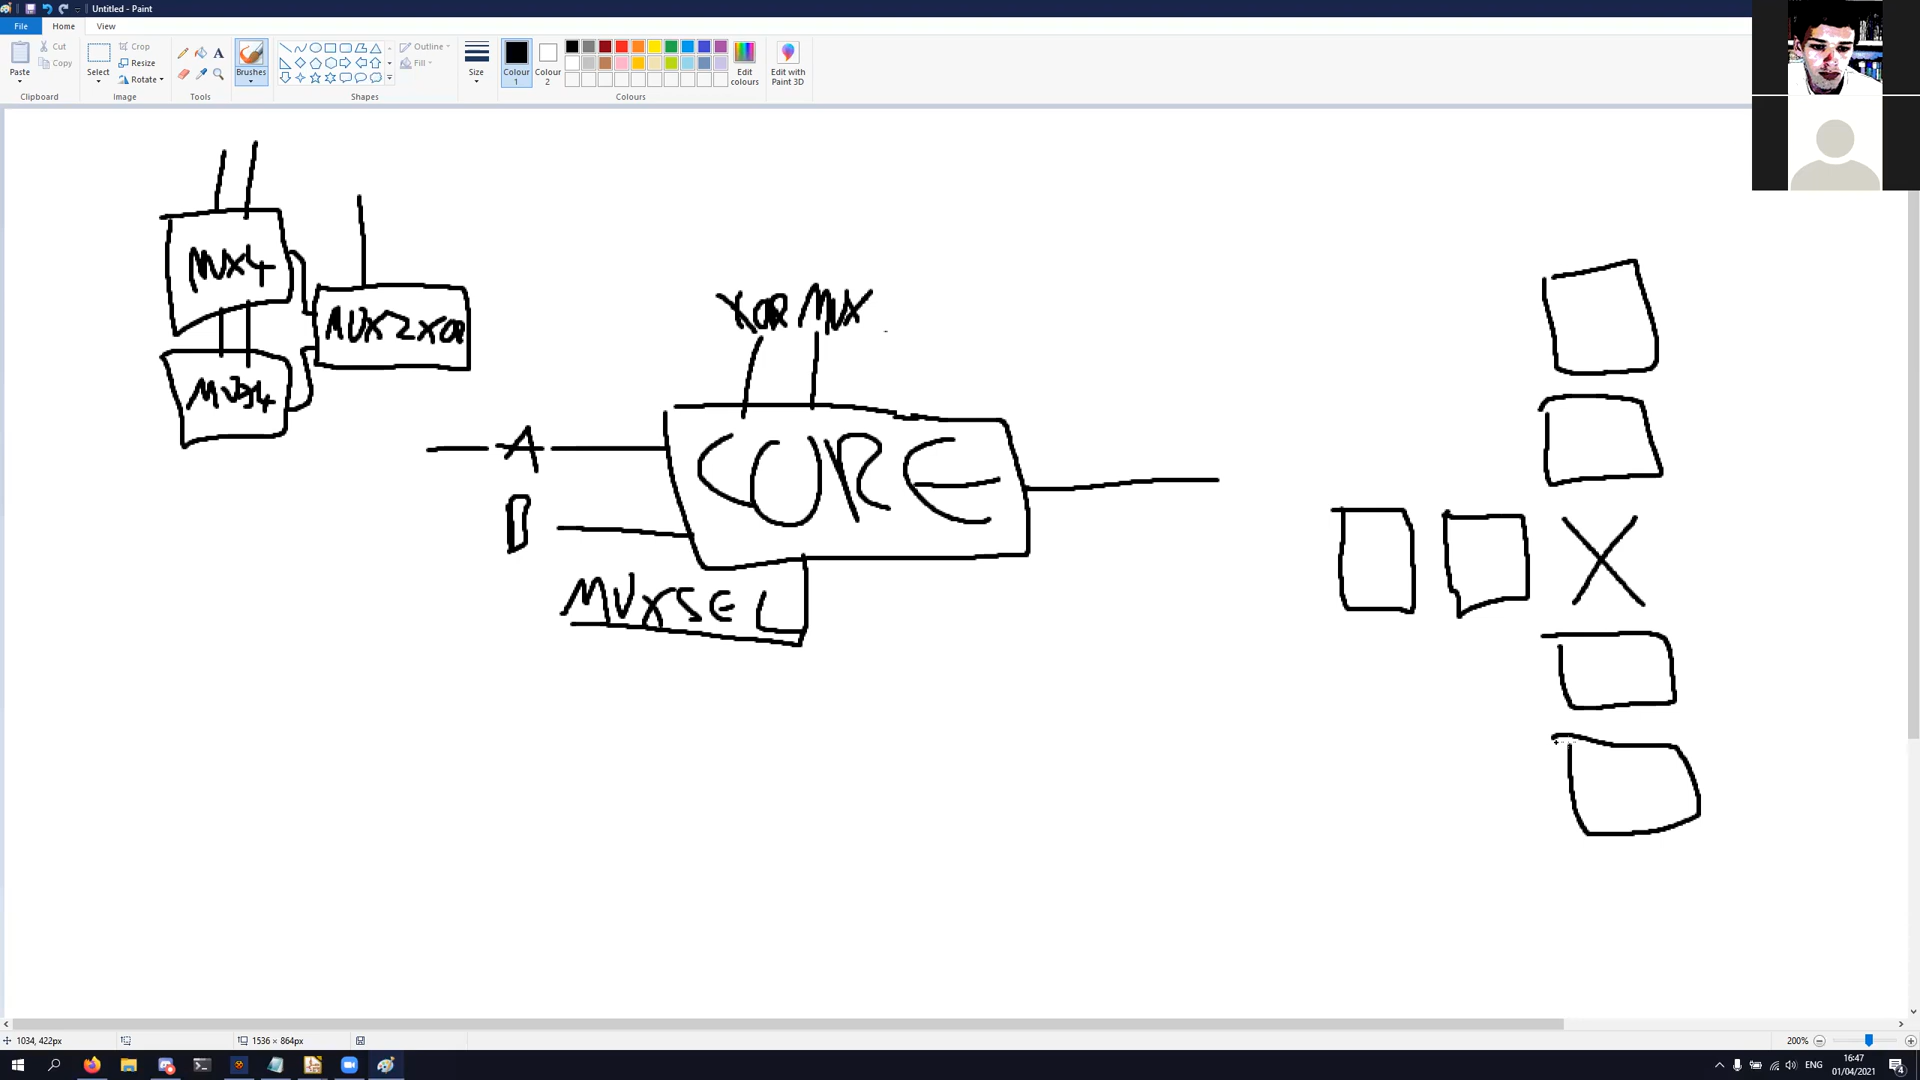 Untitled - Paint
File Home View
Paste
Cut
Copy
Clipboard
Select
Crop
Resize
Rotate
Image
Tools
Brushes
Shapes
Outline
Fill
Size
Colour 1
Colour 2
Colours
Edit colours
Edit with Paint 3D
MUX4
MUX4
MUX2XOR
XOR MUX
A
CORE
MUXSEL
X
1034, 422px
1536 × 864px
200%
ENG
16:47
01/04/2021
4